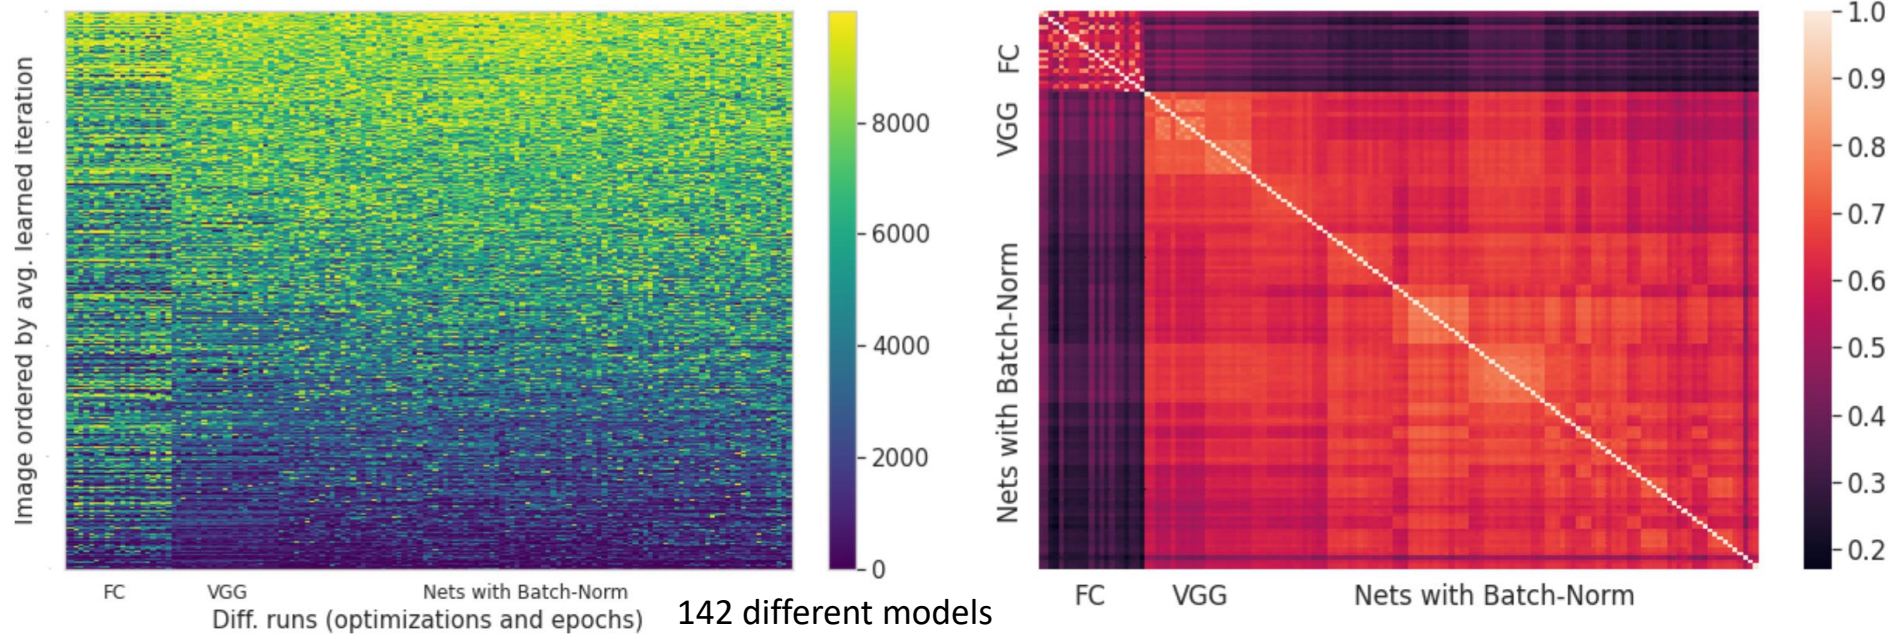 Image ordered by avg. learned iteration
8000
6000
4000
2000
0
FC
VGG
Nets with Batch-Norm
Diff. runs (optimizations and epochs)
142 different models
FC
VGG
Nets with Batch-Norm
FC
VGG
Nets with Batch-Norm
1.0
0.9
0.8
0.7
0.6
0.5
0.4
0.3
0.2